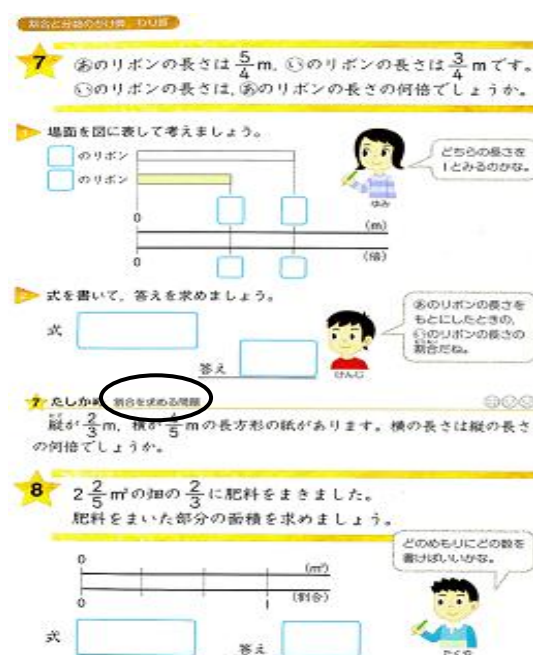 割合と分数のかけ算、わり算
7 あのリボンの長さは 5/4 m、いのリボンの長さは 3/4 m です。
いのリボンの長さは、あのリボンの長さの何倍でしょうか。
1 場面を図に表して考えましょう。
のリボン
のリボン
どちらの長さを
1とみるのかな。
ゆみ
0 (m)
0 (倍)
2 式を書いて、答えを求めましょう。
式
答え
あのリボンの長さを
もとにしたときの、
いのリボンの長さの
割合だね。
けんじ
7 たしかめ 割合を求める問題
縦が 2/3 m、横が 4/5 m の長方形の紙があります。横の長さは縦の長さ
の何倍でしょうか。
8 2 2/5 m²の畑の 2/3 に肥料をまきました。
肥料をまいた部分の面積を求めましょう。
どのめもりにどの数を
書けばいいかな。
0 (m²)
0 1 (割合)
式
答え
たくや